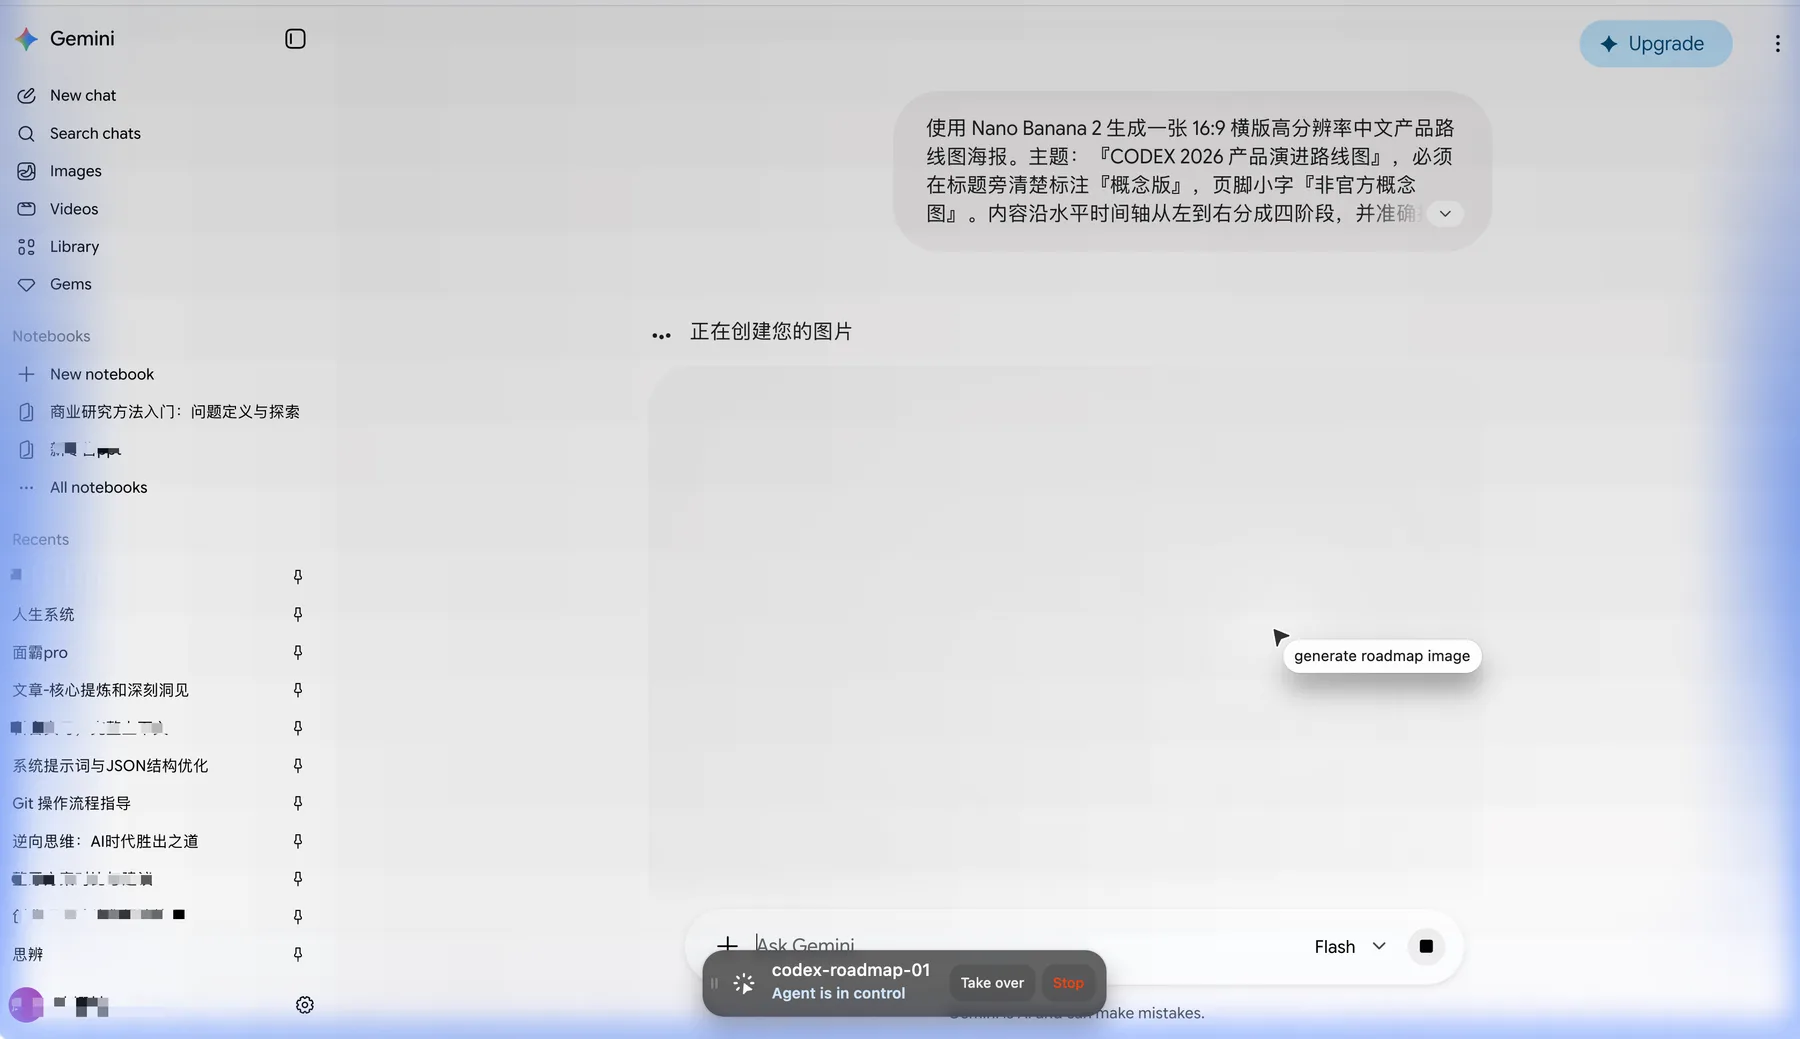 Gemini
New chat
Search chats
Images
Videos
Library
Gems
Notebooks
New notebook
商业研究方法入门：问题定义与探索
All notebooks
Recents
人生系统
面霸pro
文章-核心提炼和深刻洞见
系统提示词与JSON结构优化
Git 操作流程指导
逆向思维：AI时代胜出之道
思辨
Upgrade
使用 Nano Banana 2 生成一张 16:9 横版高分辨率中文产品路
线图海报。主题：『CODEX 2026 产品演进路线图』，必须
在标题旁清楚标注『概念版』，页脚小字『非官方概念
图』。内容沿水平时间轴从左到右分成四阶段，并准确
正在创建您的图片
generate roadmap image
Ask Gemini
Flash
codex-roadmap-01
Agent is in control
Take over
Stop
make mistakes.